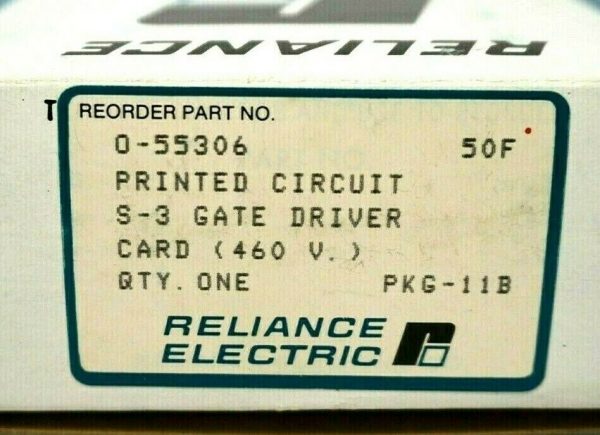 RELIANCE
T
REORDER PART NO.
0-55306 50F
PRINTED CIRCUIT
S-3 GATE DRIVER
CARD (460 V.)
QTY. ONE PKG-11B
RELIANCE
ELECTRIC